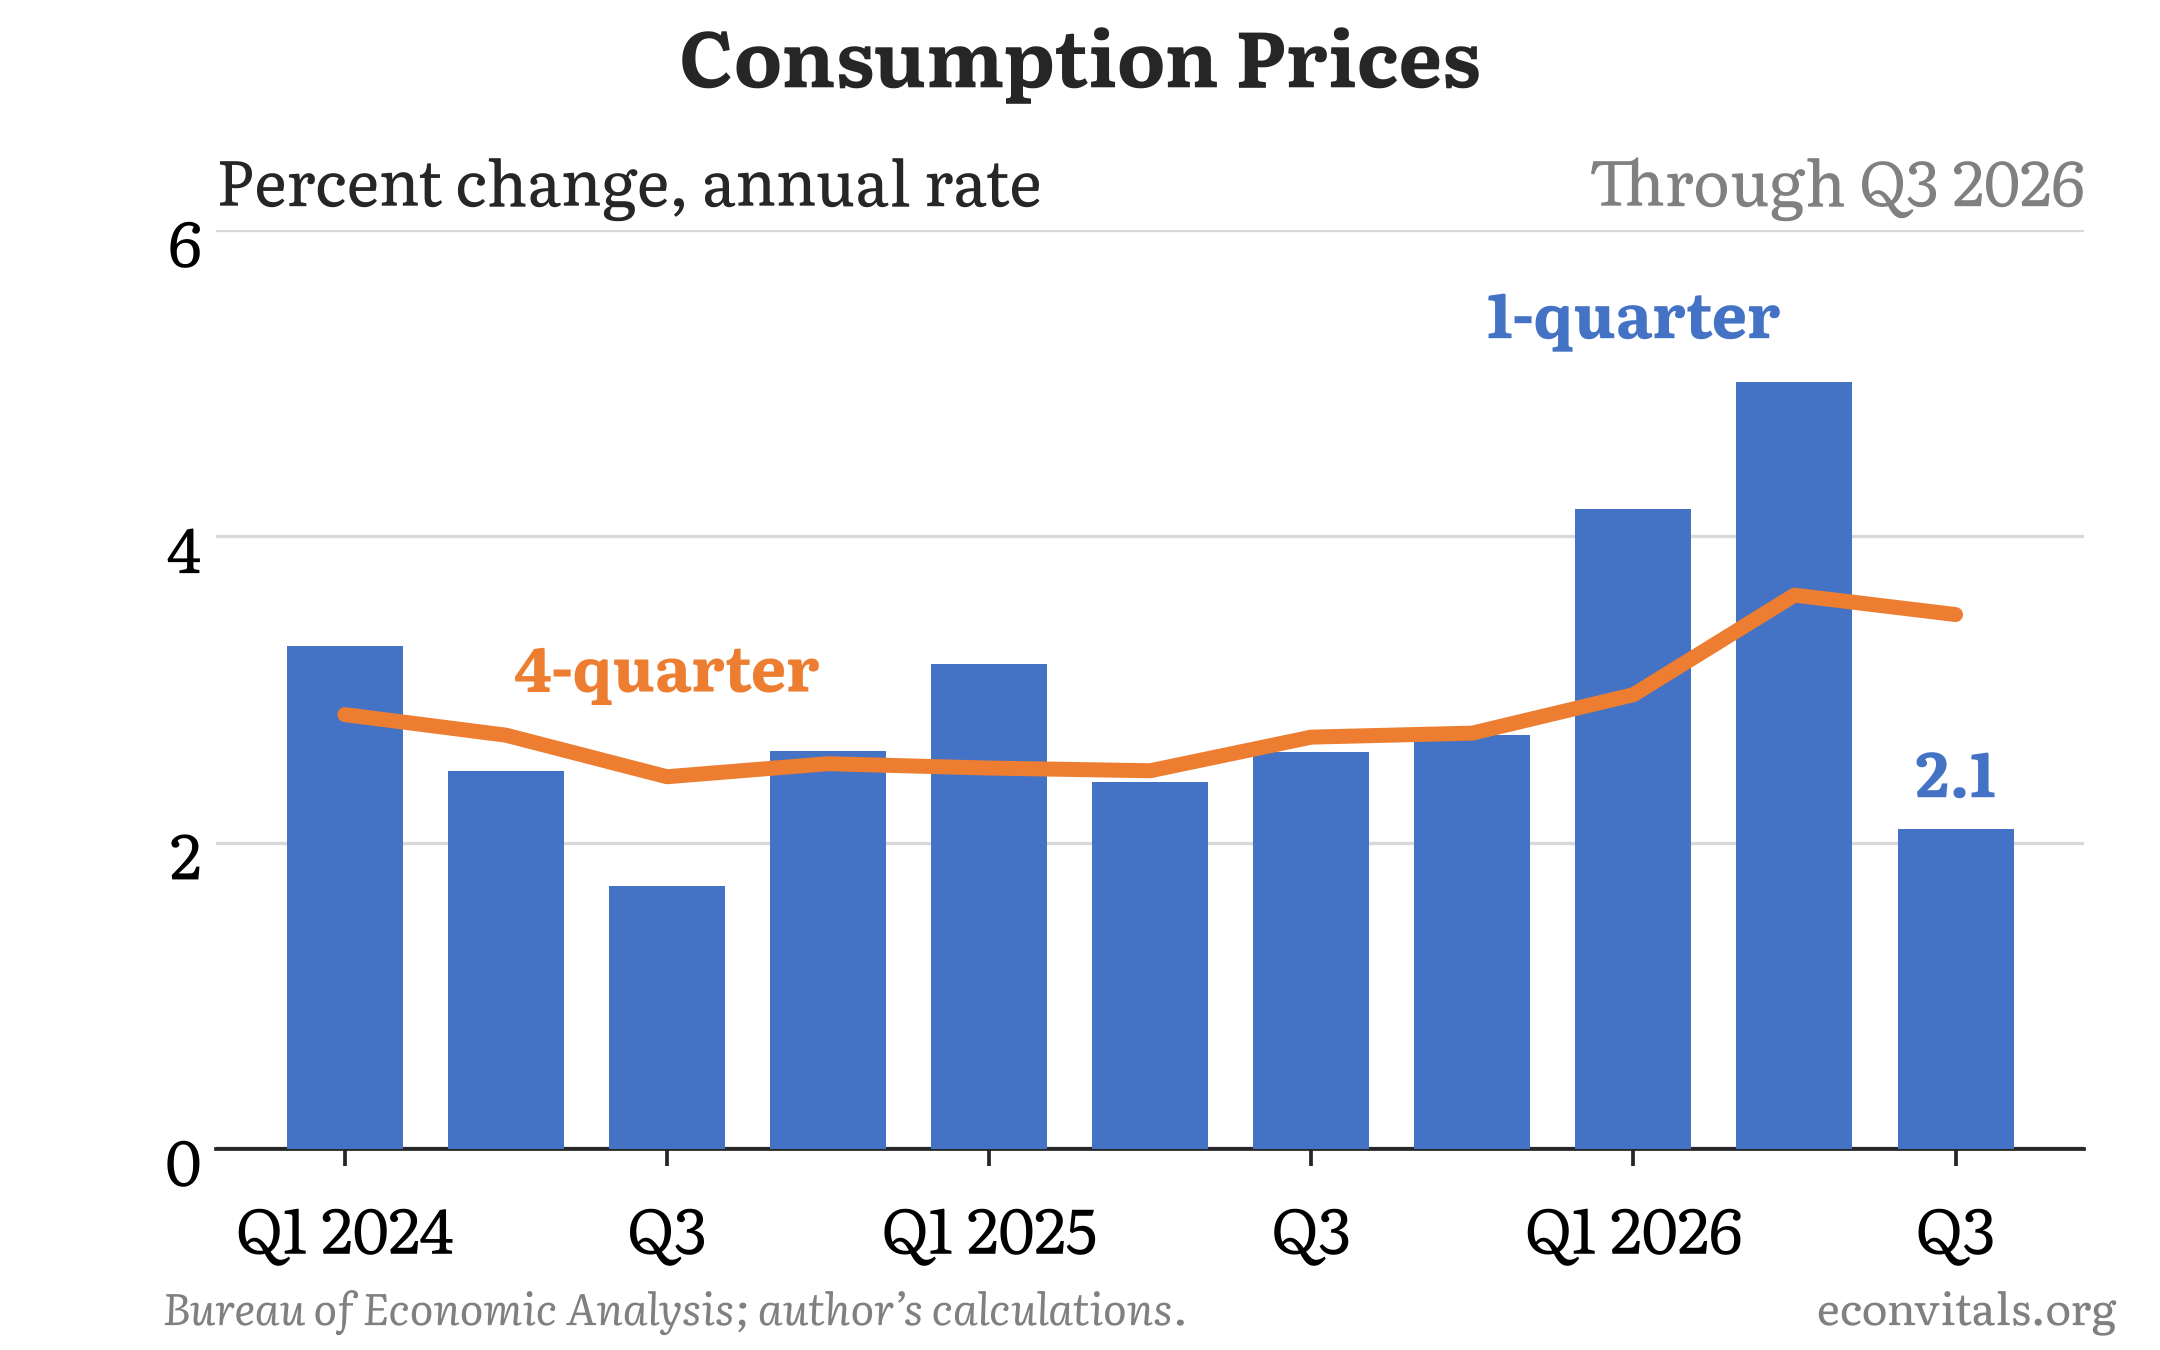 Consumption Prices
Percent change, annual rate
Through Q3 2026
6
1-quarter
4
4-quarter
2.1
2
0
Q1 2024
Q3
Q1 2025
Q3
Q1 2026
Q3
Bureau of Economic Analysis; author’s calculations.
econvitals.org